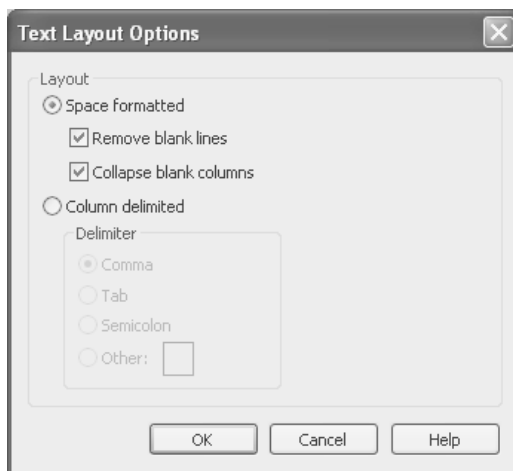 Text Layout Options
Layout
Space formatted
Remove blank lines
Collapse blank columns
Column delimited
Delimiter
Comma
Tab
Semicolon
Other:
OK Cancel Help